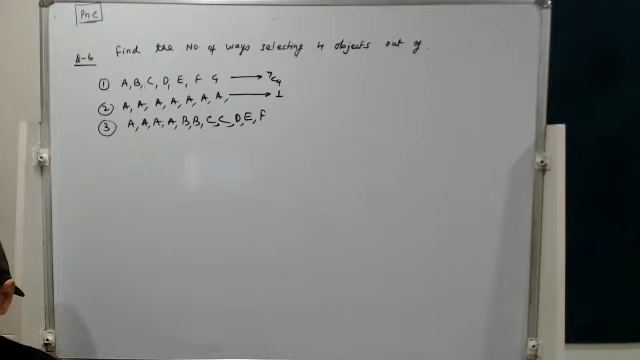 PnC
Q-6 find the No of ways selecting 4 objects out of.
① A, B, C, D, E, F G → ⁷C₄
② A, A, A, A, A, A, A, → 1
③ A, A, A, A, B, B, C, C, D, E, F